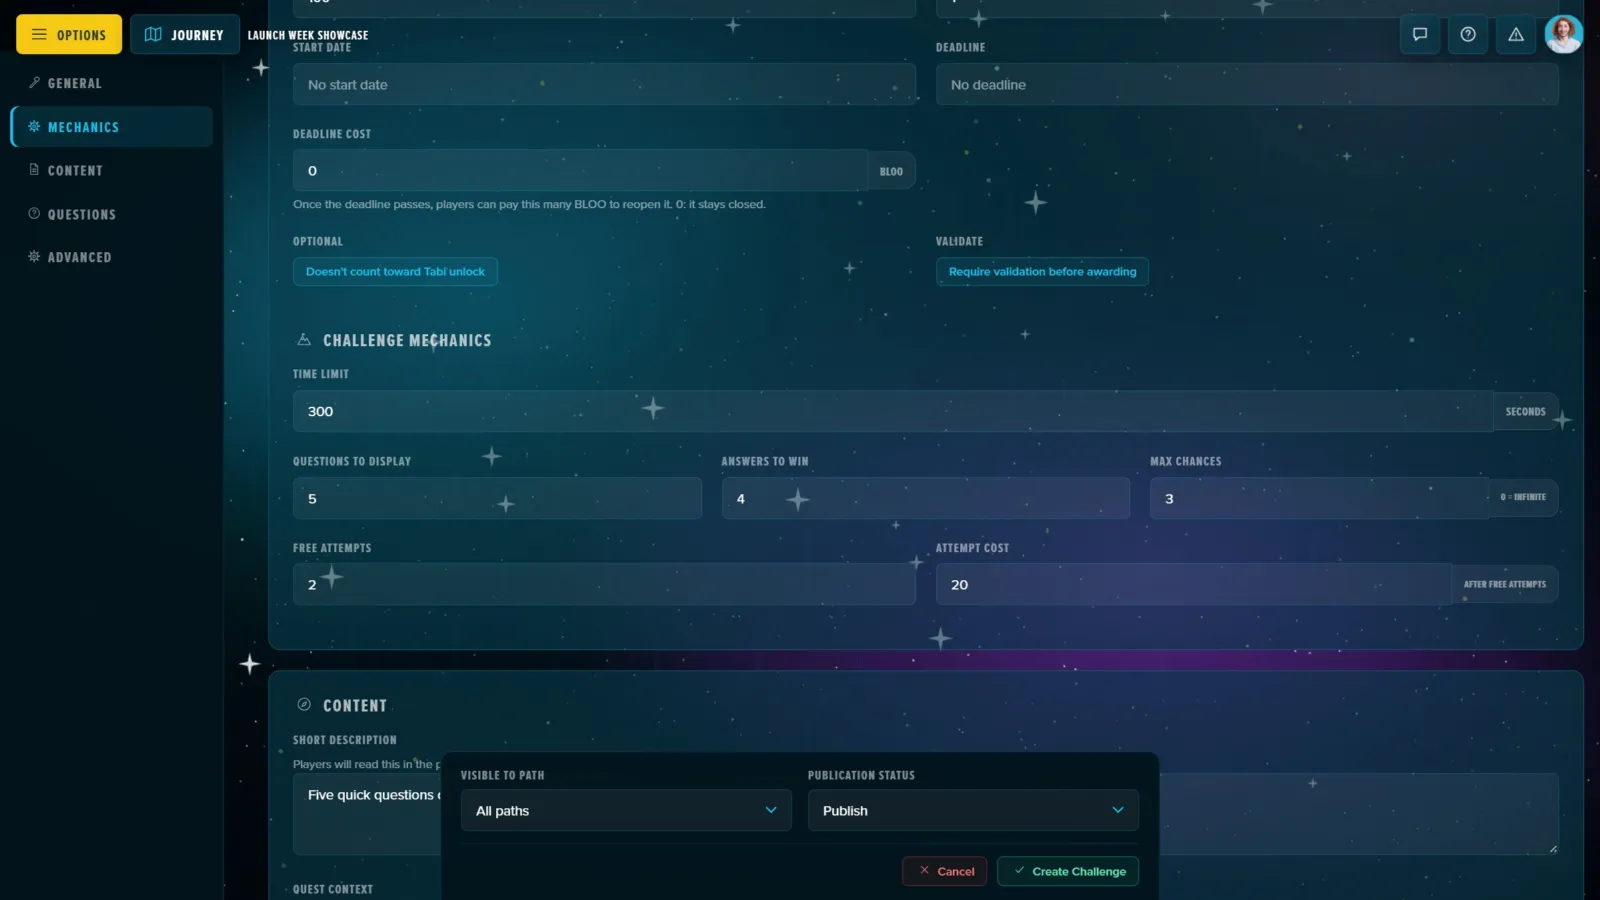 OPTIONS
JOURNEY
LAUNCH WEEK SHOWCASE
GENERAL
MECHANICS
CONTENT
QUESTIONS
ADVANCED
START DATE
DEADLINE
No start date
No deadline
DEADLINE COST
0
BLOO
Once the deadline passes, players can pay this many BLOO to reopen it. 0: it stays closed.
OPTIONAL
VALIDATE
Doesn't count toward Tabi unlock
Require validation before awarding
CHALLENGE MECHANICS
TIME LIMIT
300
SECONDS
QUESTIONS TO DISPLAY
ANSWERS TO WIN
MAX CHANCES
5
4
3
0 = INFINITE
FREE ATTEMPTS
ATTEMPT COST
2
20
AFTER FREE ATTEMPTS
CONTENT
SHORT DESCRIPTION
Players will read this in the
Five quick questions
VISIBLE TO PATH
PUBLICATION STATUS
All paths
Publish
Cancel
Create Challenge
QUEST CONTEXT